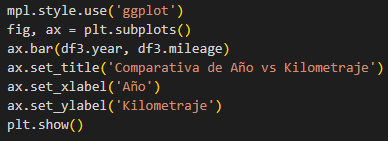 mpl.style.use('ggplot')
fig, ax = plt.subplots()
ax.bar(df3.year, df3.mileage)
ax.set_title('Comparativa de Año vs Kilometraje')
ax.set_xlabel('Año')
ax.set_ylabel('Kilometraje')
plt.show()